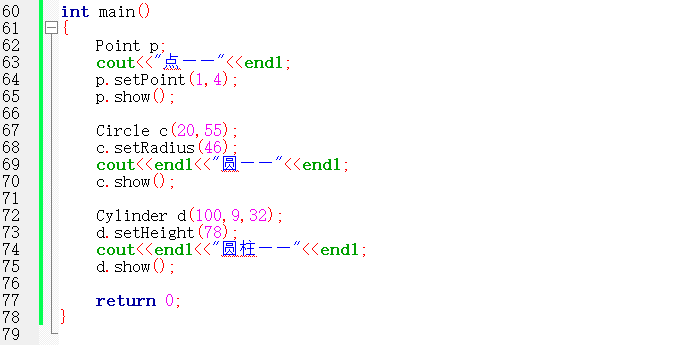 60 int main()
61 {
62     Point p;
63     cout<<"点——"<<endl;
64     p.setPoint(1,4);
65     p.show();
66
67     Circle c(20,55);
68     c.setRadius(46);
69     cout<<endl<<"圆——"<<endl;
70     c.show();
71
72     Cylinder d(100,9,32);
73     d.setHeight(78);
74     cout<<endl<<"圆柱——"<<endl;
75     d.show();
76
77     return 0;
78 }
79